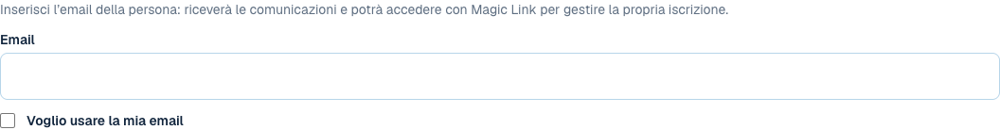 Inserisci l'email della persona: riceverà le comunicazioni e potrà accedere con Magic Link per gestire la propria iscrizione.
Email
Voglio usare la mia email